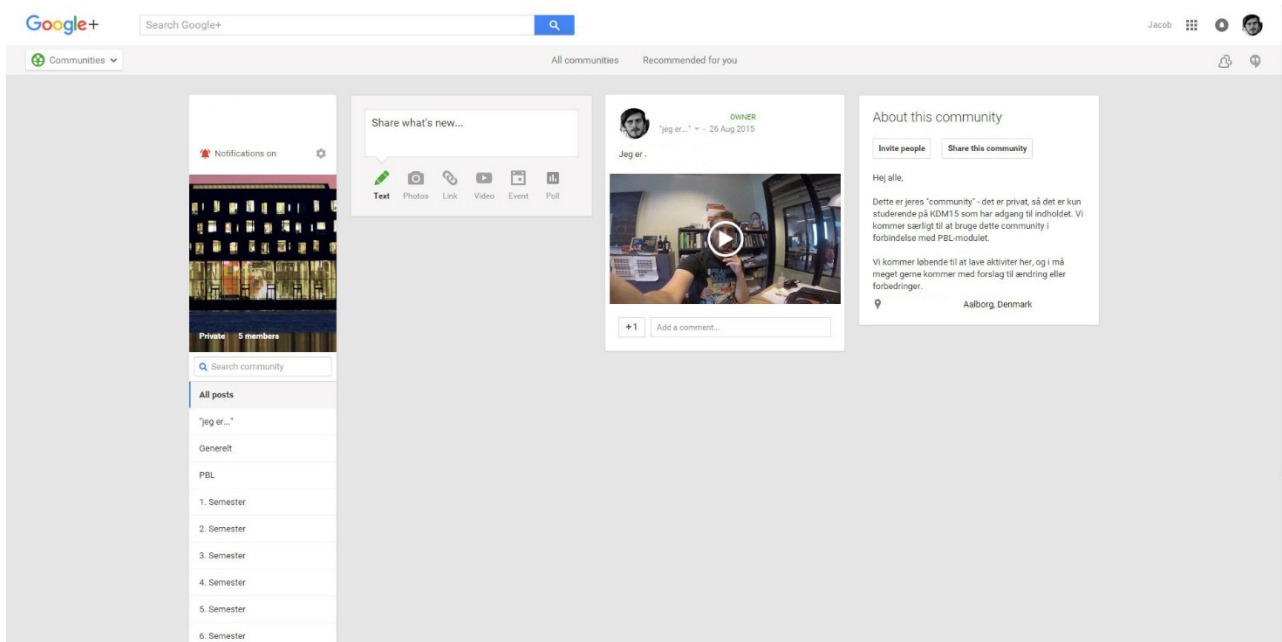 Google+
Search Google+
Jacob
Communities
All communities
Recommended for you
Notifications on
Private 5 members
Search community
All posts
"jeg er..."
Generelt
PBL
1. Semester
2. Semester
3. Semester
4. Semester
5. Semester
6. Semester
Share what's new...
Text Photos Link Video Event Poll
OWNER
"jeg er..." - 26 Aug 2015
Jeg er .
+1 Add a comment...
About this community
Invite people Share this community
Hej alle,
Dette er jeres "community" - det er privat, så det er kun
studerende på KDM15 som har adgang til indholdet. Vi
kommer særligt til at bruge dette community i
forbindelse med PBL-modulet.
Vi kommer løbende til at lave aktiviter her, og i må
meget gerne kommer med forslag til ændring eller
forbedringer.
Aalborg, Denmark